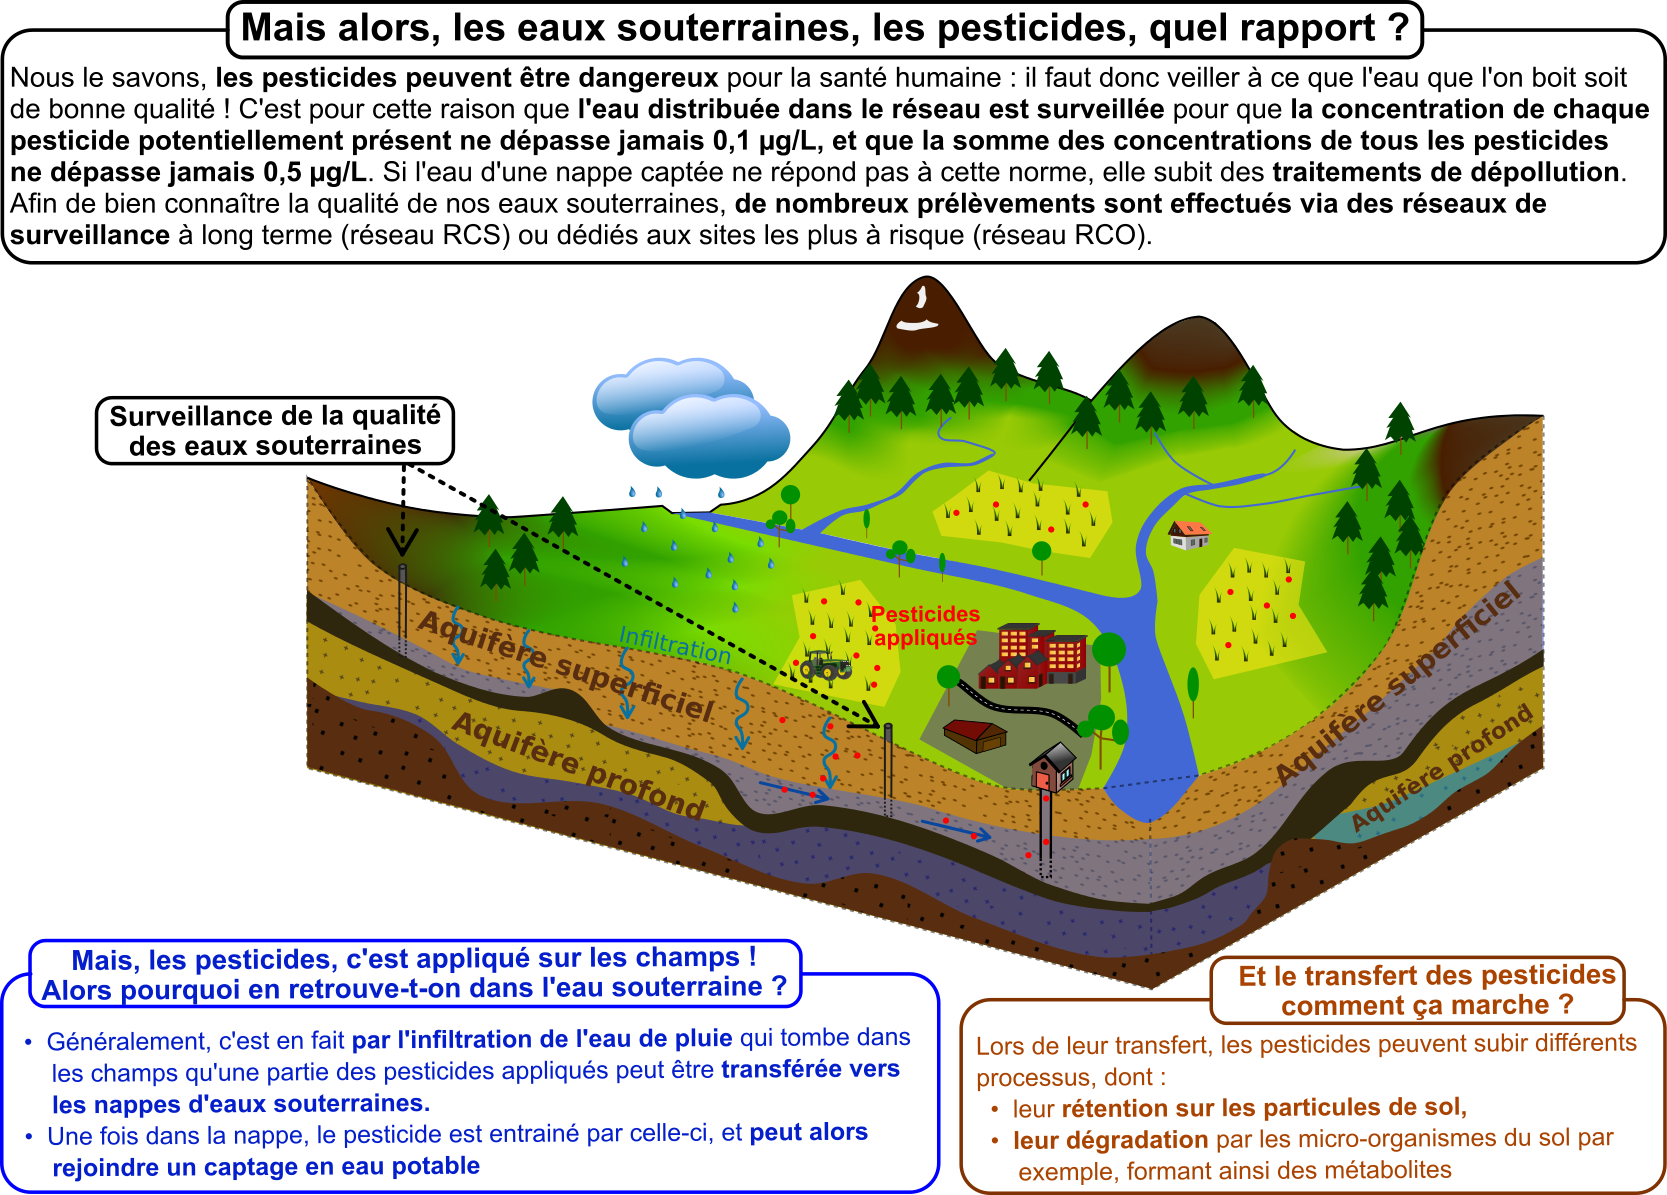 Mais alors, les eaux souterraines, les pesticides, quel rapport ?
Nous le savons, les pesticides peuvent être dangereux pour la santé humaine : il faut donc veiller à ce que l'eau que l'on boit soit
de bonne qualité ! C'est pour cette raison que l'eau distribuée dans le réseau est surveillée pour que la concentration de chaque
pesticide potentiellement présent ne dépasse jamais 0,1 µg/L, et que la somme des concentrations de tous les pesticides
ne dépasse jamais 0,5 µg/L. Si l'eau d'une nappe captée ne répond pas à cette norme, elle subit des traitements de dépollution.
Afin de bien connaître la qualité de nos eaux souterraines, de nombreux prélèvements sont effectués via des réseaux de
surveillance à long terme (réseau RCS) ou dédiés aux sites les plus à risque (réseau RCO).
Surveillance de la qualité
des eaux souterraines
Pesticides
appliqués
Infiltration
Aquifère superficiel
Aquifère profond
Aquifère superficiel
Aquifère profond
Mais, les pesticides, c'est appliqué sur les champs !
Alors pourquoi en retrouve-t-on dans l'eau souterraine ?
• Généralement, c'est en fait par l'infiltration de l'eau de pluie qui tombe dans
les champs qu'une partie des pesticides appliqués peut être transférée vers
les nappes d'eaux souterraines.
• Une fois dans la nappe, le pesticide est entrainé par celle-ci, et peut alors
rejoindre un captage en eau potable
Et le transfert des pesticides
comment ça marche ?
Lors de leur transfert, les pesticides peuvent subir différents
processus, dont :
• leur rétention sur les particules de sol,
• leur dégradation par les micro-organismes du sol par
exemple, formant ainsi des métabolites